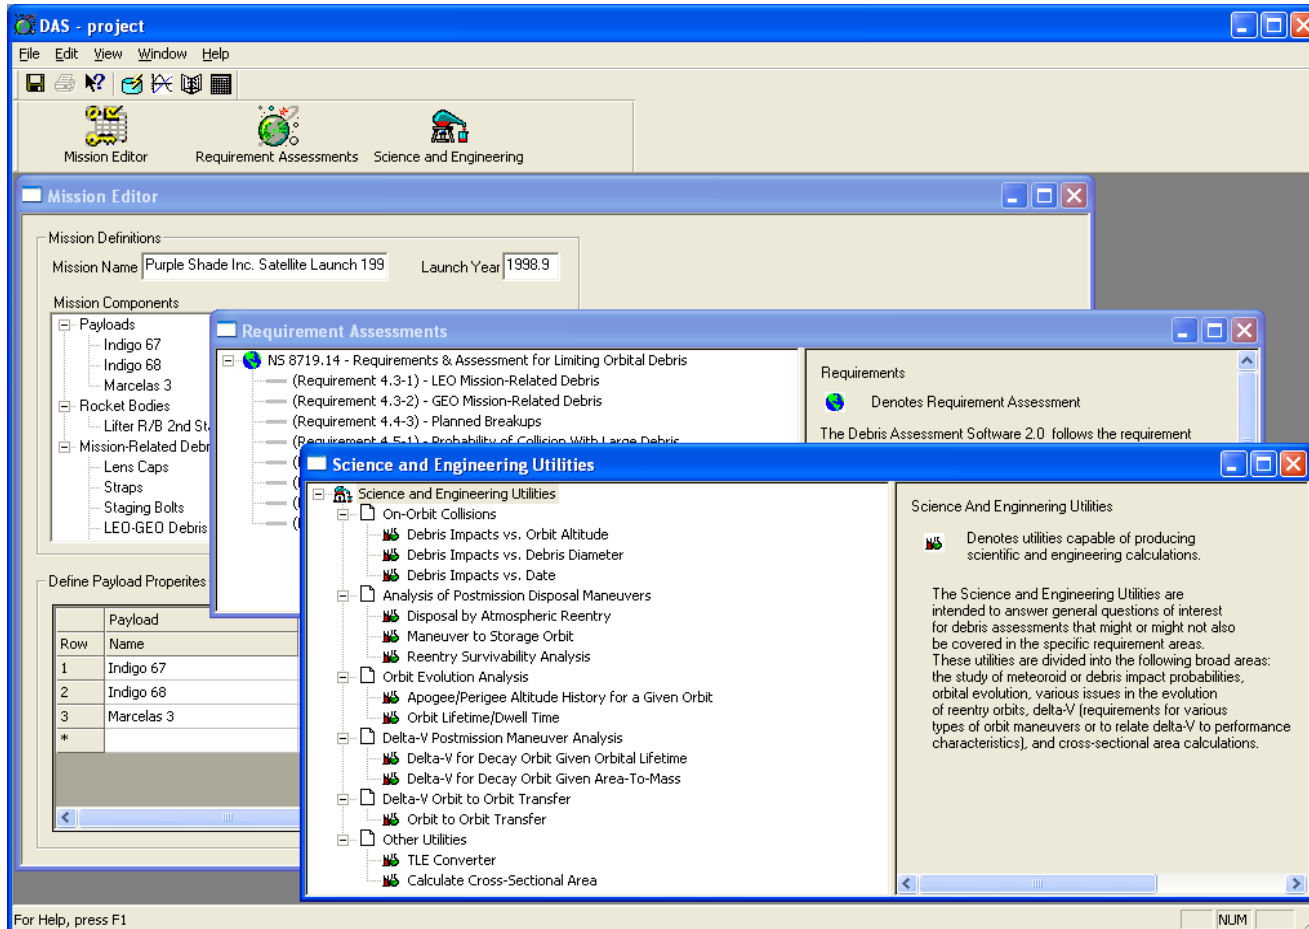 DAS - project
File Edit View Window Help
Mission Editor Requirement Assessments Science and Engineering
Mission Editor
Mission Definitions
Mission Name Purple Shade Inc. Satellite Launch 199 Launch Year 1998.9
Mission Components
Payloads
Indigo 67
Indigo 68
Marcelas 3
Rocket Bodies
Lifter R/B 2nd
Mission-Related
Lens Caps
Straps
Staging Bolts
LEO-GEO Debris
Define Payload Properites
Payload
Row Name
1 Indigo 67
2 Indigo 68
3 Marcelas 3
*
Requirement Assessments
NS 8719.14 - Requirements & Assessment for Limiting Orbital Debris
(Requirement 4.3-1) - LEO Mission-Related Debris
(Requirement 4.3-2) - GEO Mission-Related Debris
(Requirement 4.4-3) - Planned Breakups
(Requirement 4.5-1) - Probability of Collision With Large Debris
Requirements
Denotes Requirement Assessment
The Debris Assessment Software 2.0 follows the requirement
Science and Engineering Utilities
Science and Engineering Utilities
On-Orbit Collisions
Debris Impacts vs. Orbit Altitude
Debris Impacts vs. Debris Diameter
Debris Impacts vs. Date
Analysis of Postmission Disposal Maneuvers
Disposal by Atmospheric Reentry
Maneuver to Storage Orbit
Reentry Survivability Analysis
Orbit Evolution Analysis
Apogee/Perigee Altitude History for a Given Orbit
Orbit Lifetime/Dwell Time
Delta-V Postmission Maneuver Analysis
Delta-V for Decay Orbit Given Orbital Lifetime
Delta-V for Decay Orbit Given Area-To-Mass
Delta-V Orbit to Orbit Transfer
Orbit to Orbit Transfer
Other Utilities
TLE Converter
Calculate Cross-Sectional Area
Science And Enginnering Utilities
Denotes utilities capable of producing
scientific and engineering calculations.
The Science and Engineering Utilities are
intended to answer general questions of interest
for debris assessments that might or might not also
be covered in the specific requirement areas.
These utilities are divided into the following broad areas:
the study of meteoroid or debris impact probabilities,
orbital evolution, various issues in the evolution
of reentry orbits, delta-V (requirements for various
types of orbit maneuvers or to relate delta-V to performance
characteristics), and cross-sectional area calculations.
For Help, press F1 NUM